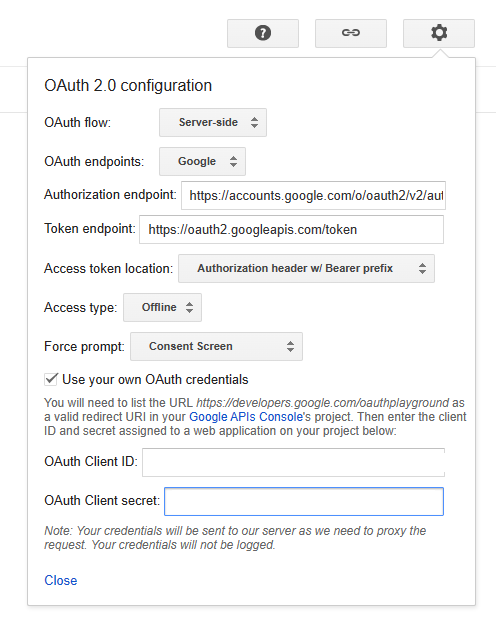 ?
OAuth 2.0 configuration
OAuth flow: Server-side
OAuth endpoints: Google
Authorization endpoint: https://accounts.google.com/o/oauth2/v2/aut
Token endpoint: https://oauth2.googleapis.com/token
Access token location: Authorization header w/ Bearer prefix
Access type: Offline
Force prompt: Consent Screen
Use your own OAuth credentials
You will need to list the URL https://developers.google.com/oauthplayground as
a valid redirect URI in your Google APIs Console's project. Then enter the client
ID and secret assigned to a web application on your project below:
OAuth Client ID:
OAuth Client secret:
Note: Your credentials will be sent to our server as we need to proxy the
request. Your credentials will not be logged.
Close